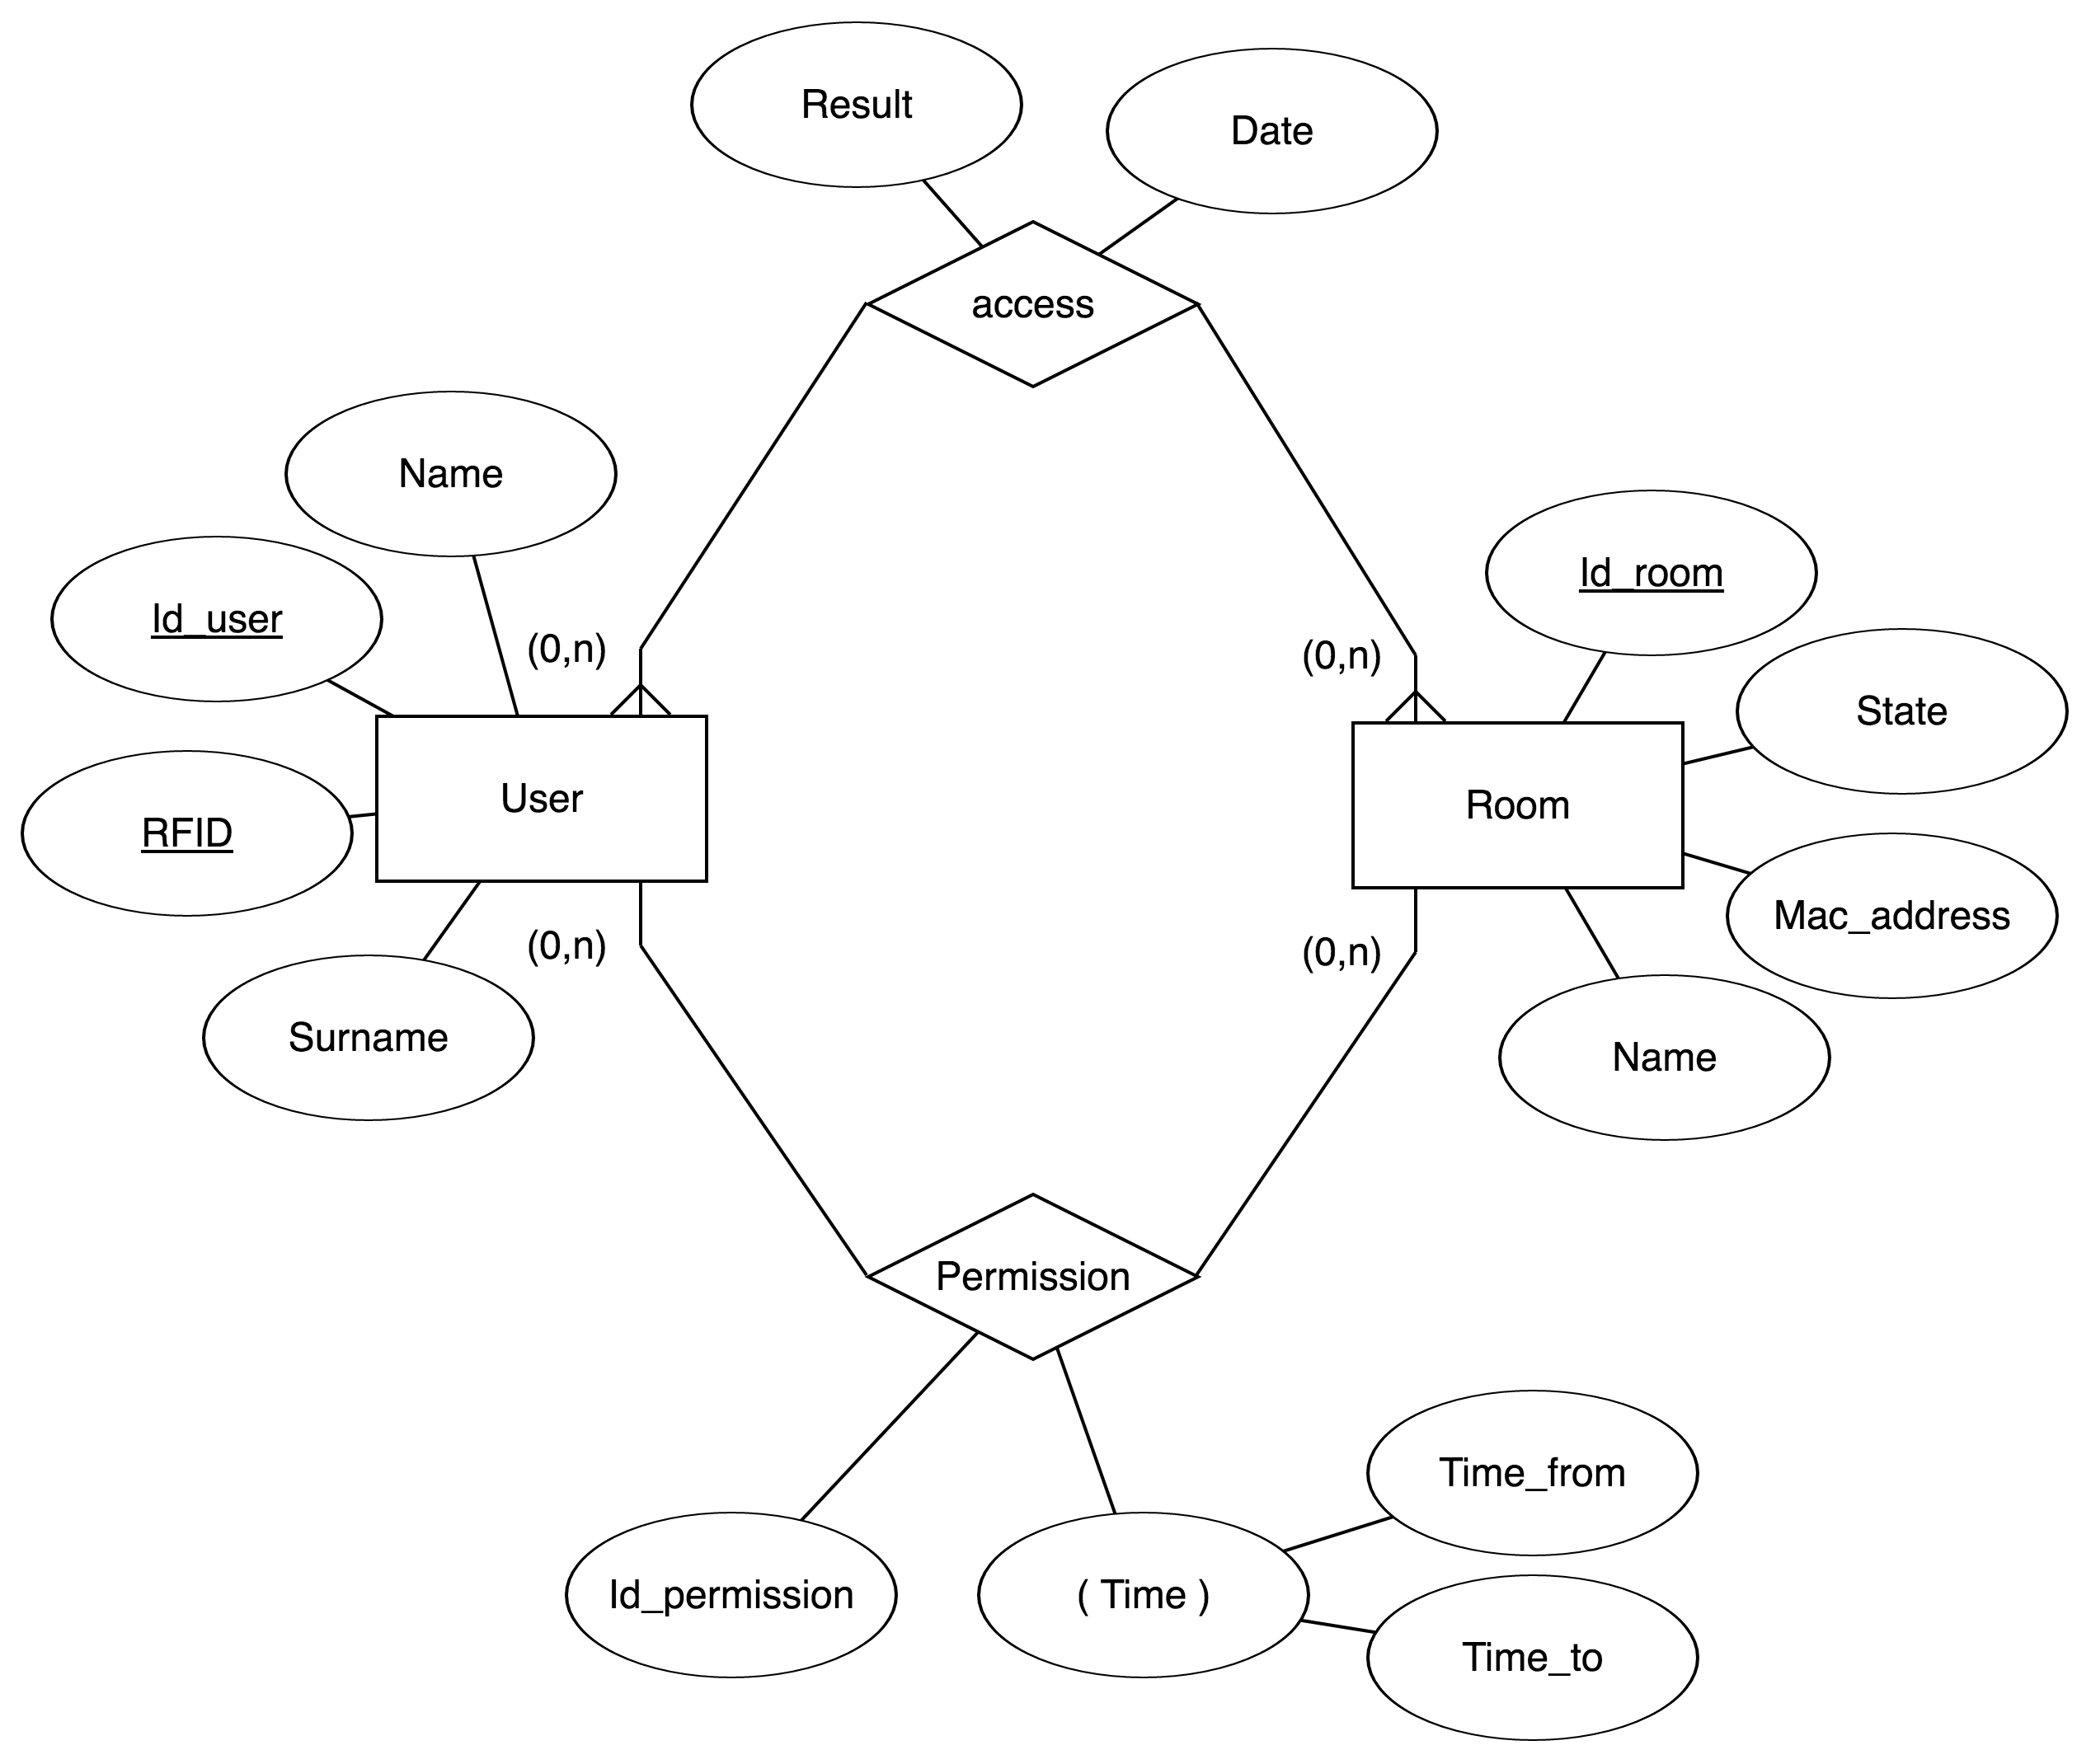 Result
Date
access
Name
Id_user
(0,n)
(0,n)
Id_room
State
User
Room
RFID
Mac_address
(0,n)
(0,n)
Surname
Name
Permission
Time_from
Id_permission
( Time )
Time_to